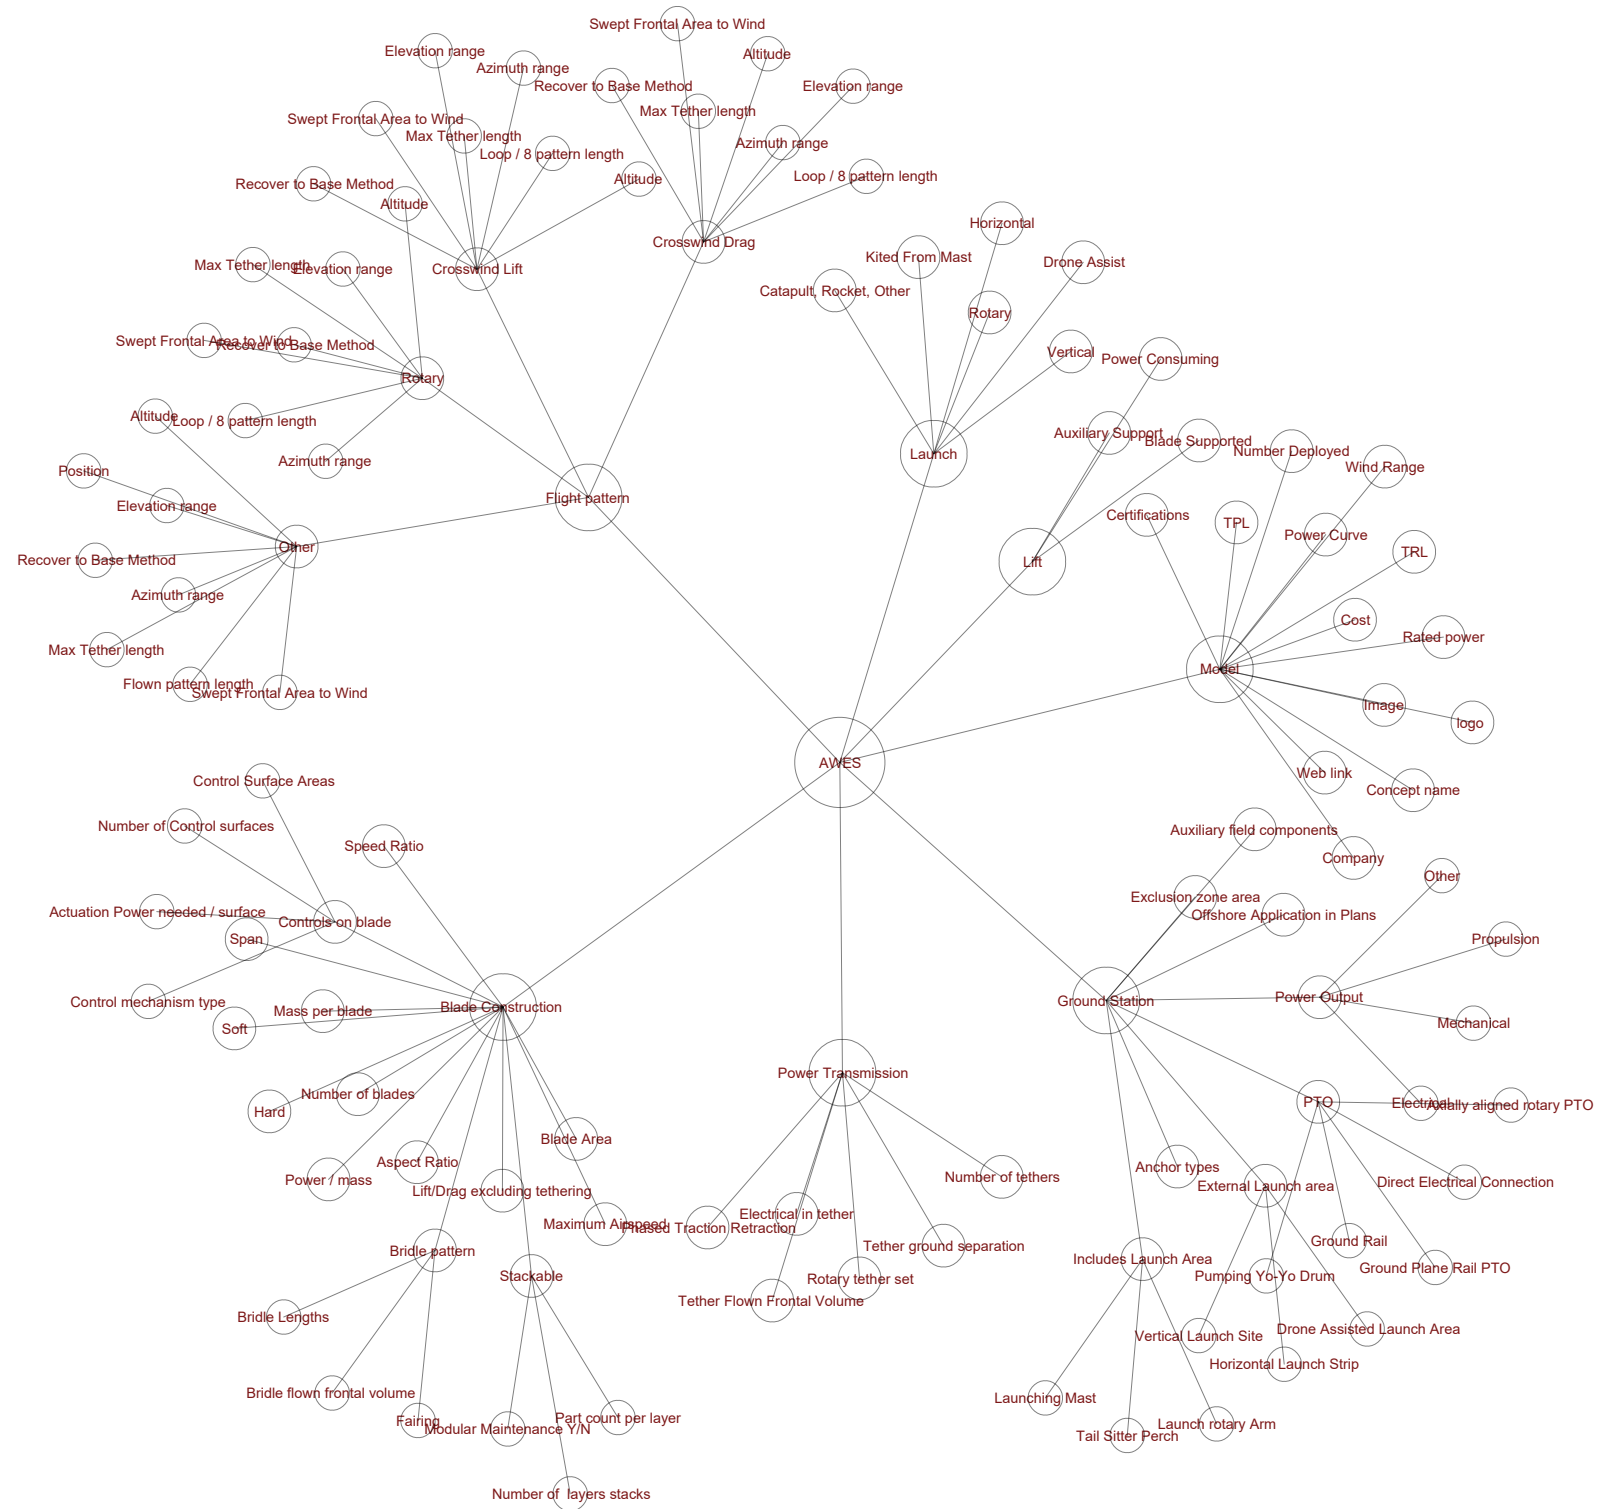 Swept Frontal Area to Wind
Elevation range
Altitude
Azimuth range
Recover to Base Method
Elevation range
Max Tether length
Swept Frontal Area to Wind
Max Tether length
Azimuth range
Loop / 8 pattern length
Loop / 8 pattern length
Altitude
Recover to Base Method
Altitude
Horizontal
Crosswind Drag
Kited From Mast
Drone Assist
Max Tether length
Elevation range
Crosswind Lift
Catapult, Rocket, Other
Rotary
Swept Frontal Area to Wind
Recover to Base Method
Vertical
Power Consuming
Rotary
Altitude
Loop / 8 pattern length
Auxiliary Support
Blade Supported
Number Deployed
Launch
Azimuth range
Wind Range
Position
Flight pattern
Elevation range
Certifications
TPL
Power Curve
Other
TRL
Recover to Base Method
Lift
Azimuth range
Cost
Rated power
Max Tether length
Model
Flown pattern length
Swept Frontal Area to Wind
Image
logo
AWES
Web link
Control Surface Areas
Concept name
Number of Control surfaces
Auxiliary field components
Speed Ratio
Company
Other
Exclusion zone area
Actuation Power needed / surface
Offshore Application in Plans
Controls on blade
Span
Propulsion
Power Output
Control mechanism type
Ground Station
Blade Construction
Mass per blade
Mechanical
Soft
Power Transmission
Number of blades
PTO
Electrical
Axially aligned rotary PTO
Hard
Blade Area
Aspect Ratio
Anchor types
Power / mass
Number of tethers
Direct Electrical Connection
External Launch area
Lift/Drag excluding tethering
Electrical in tether
Maximum Airspeed
Phased Traction Retraction
Ground Rail
Tether ground separation
Bridle pattern
Includes Launch Area
Ground Plane Rail PTO
Stackable
Pumping Yo-Yo Drum
Rotary tether set
Tether Flown Frontal Volume
Bridle Lengths
Drone Assisted Launch Area
Vertical Launch Site
Horizontal Launch Strip
Bridle flown frontal volume
Launching Mast
Fairing
Part count per layer
Launch rotary Arm
Modular Maintenance Y/N
Tail Sitter Perch
Number of  layers stacks